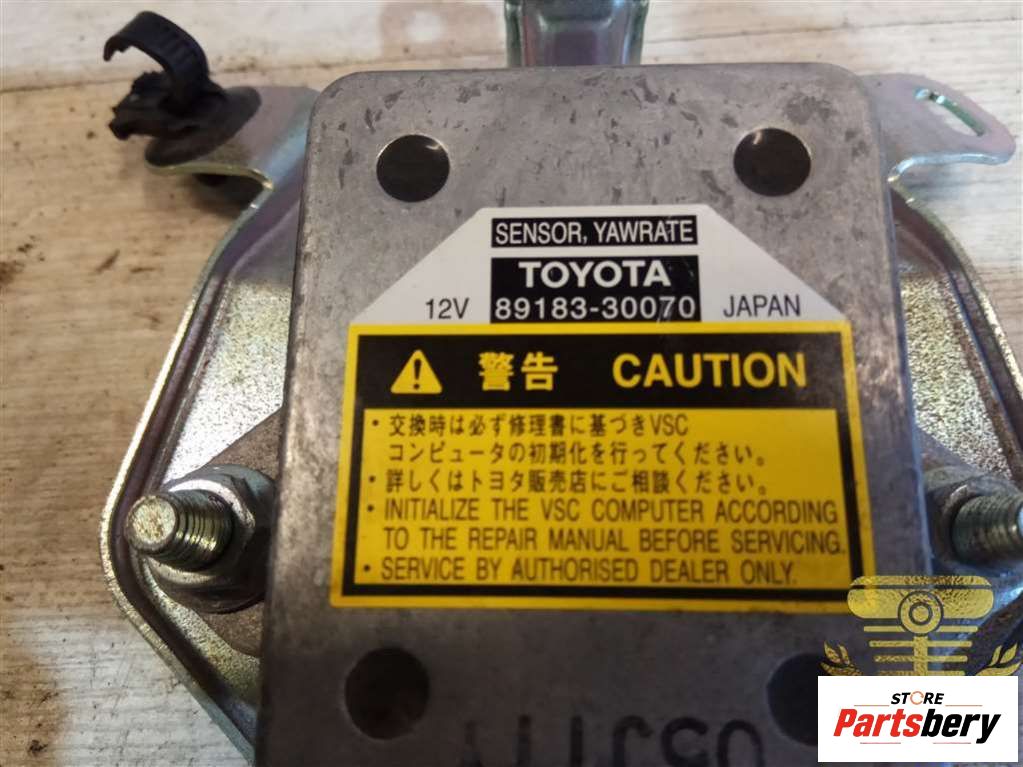 SENSOR, YAWRATE
TOYOTA
12V 89183-30070 JAPAN
警告 CAUTION
・交換時は必ず修理書に基づきVSC
コンピュータの初期化を行ってください。
・詳しくはトヨタ販売店にご相談ください。
・INITIALIZE THE VSC COMPUTER ACCORDING
TO THE REPAIR MANUAL BEFORE SERVICING.
・SERVICE BY AUTHORISED DEALER ONLY.
STORE
Partsbery